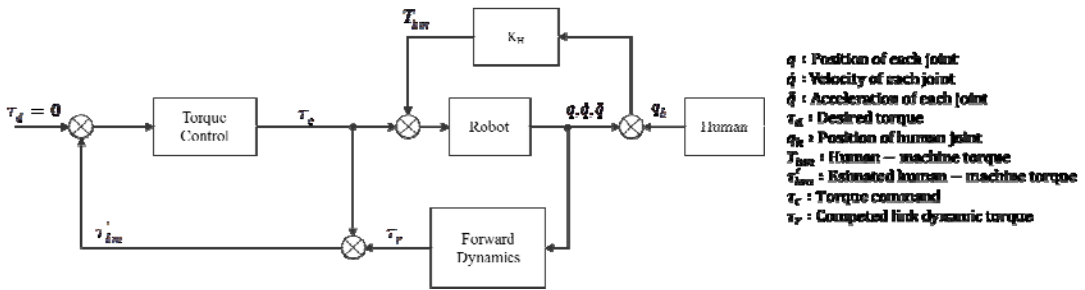 T_hm
K_H
τ_d = 0
Torque
Control
τ_c
Robot
q, q̇, q̈
q_h
Human
τ'_hm
τ_r
Forward
Dynamics
q : Position of each joint
q̇ : Velocity of each joint
q̈ : Acceleration of each joint
τ_d : Desired torque
q_h : Position of human joint
T_hm : Human − machine torque
τ'_hm : Estimated human − machine torque
τ_c : Torque command
τ_r : Competed link dynamic torque